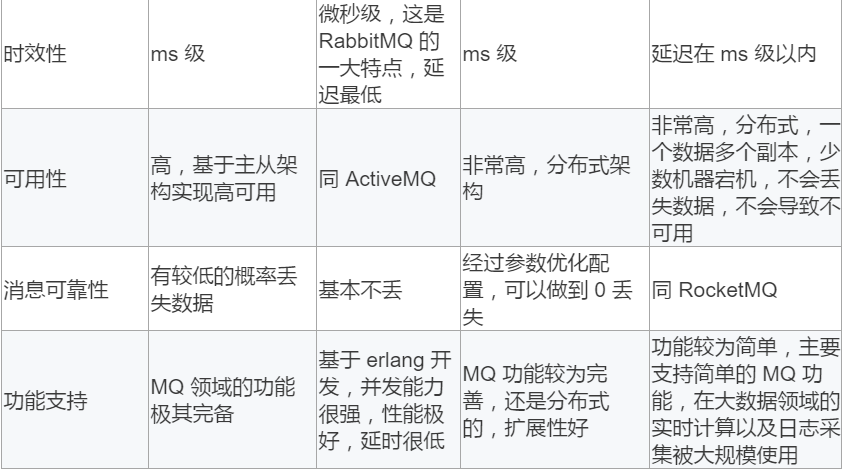 时效性
ms 级
微秒级，这是
RabbitMQ 的
一大特点，延
迟最低
ms 级
延迟在 ms 级以内
可用性
高，基于主从架
构实现高可用
同 ActiveMQ
非常高，分布式架
构
非常高，分布式，一
个数据多个副本，少
数机器宕机，不会丢
失数据，不会导致不
可用
消息可靠性
有较低的概率丢
失数据
基本不丢
经过参数优化配
置，可以做到 0 丢
失
同 RocketMQ
功能支持
MQ 领域的功能
极其完备
基于 erlang 开
发，并发能力
很强，性能极
好，延时很低
MQ 功能较为完
善，还是分布式
的，扩展性好
功能较为简单，主要
支持简单的 MQ 功
能，在大数据领域的
实时计算以及日志采
集被大规模使用